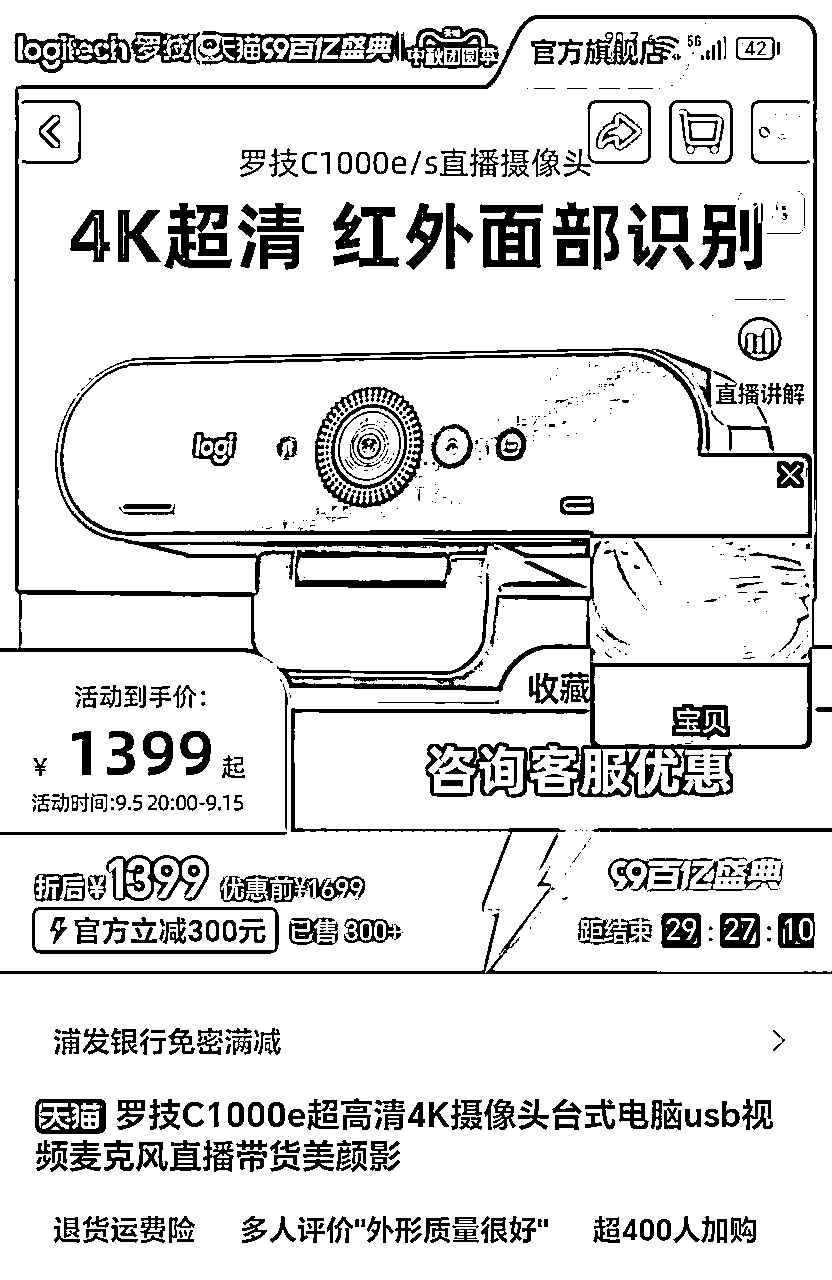 logitech 罗技 天猫 99百亿盛典 中秋团圆季
官方旗舰店 5G 42
罗技C1000e/s直播摄像头
4K超清 红外面部识别
直播讲解
logi
收藏
宝贝
活动到手价:
¥ 1399 起
咨询客服优惠
活动时间:9.5 20:00-9.15
折后¥1399 优惠前¥1699
99百亿盛典
官方立减300元 已售 300+
距结束 29:27:10
浦发银行免密满减
天猫 罗技C1000e超高清4K摄像头台式电脑usb视
频麦克风直播带货美颜影
退货运费险 多人评价"外形质量很好" 超400人加购